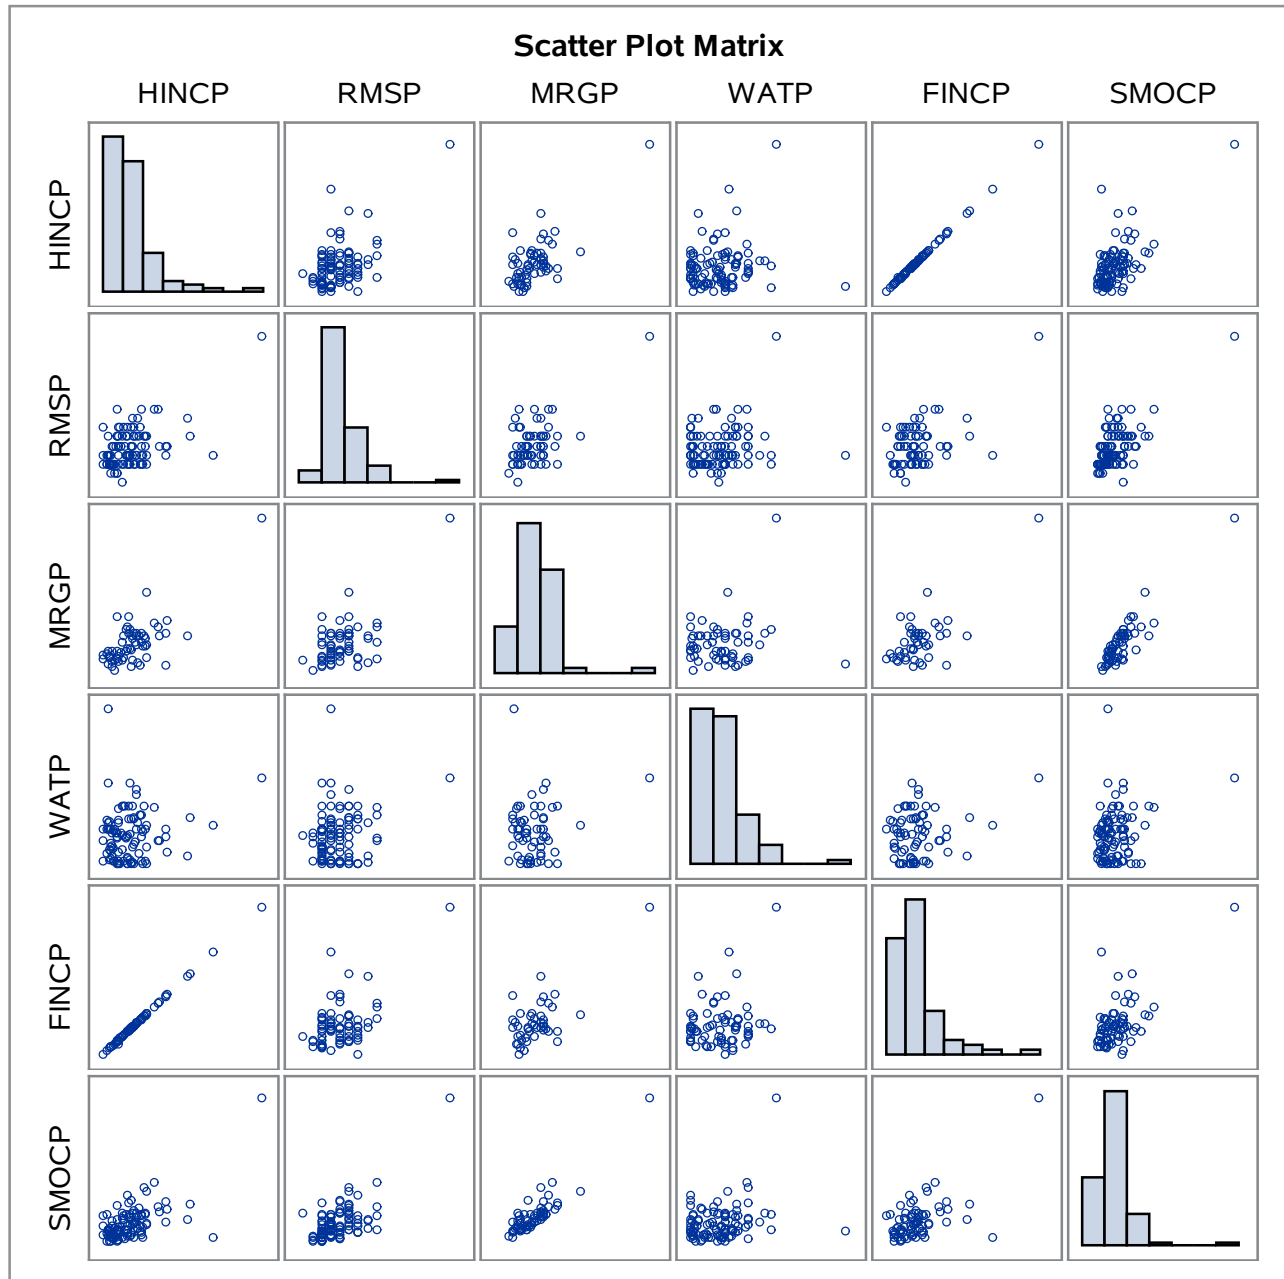 Scatter Plot Matrix
HINCP RMSP MRGP WATP FINCP SMOCP
HINCP
RMSP
MRGP
WATP
FINCP
SMOCP